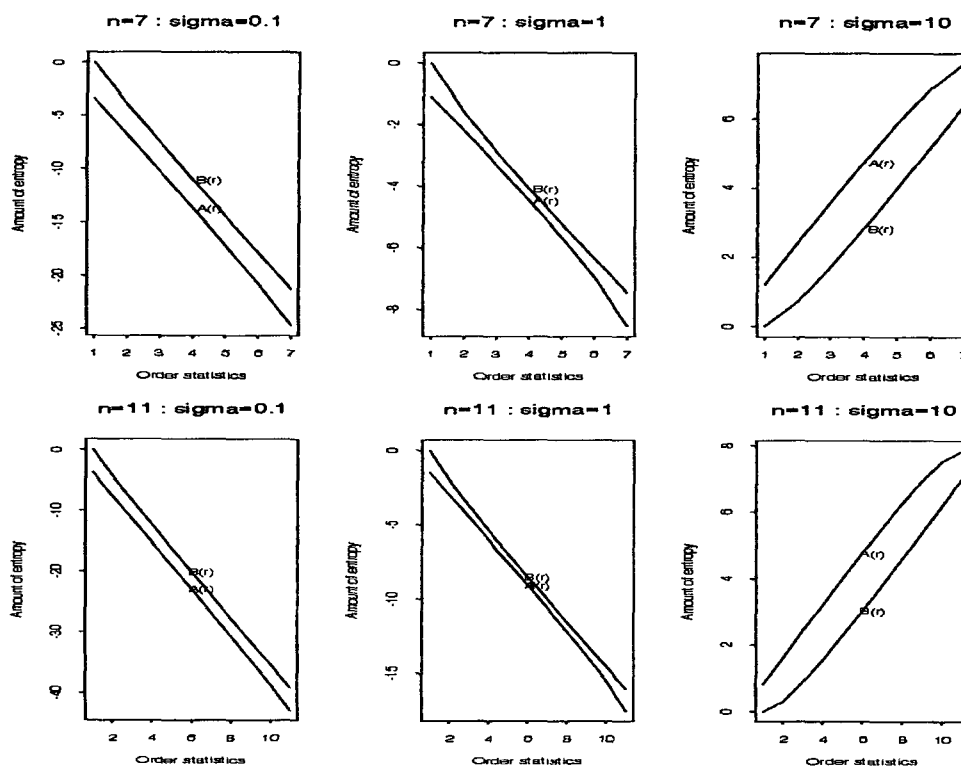 n=7 : sigma=0.1
Amount of entropy
0
-5
-10
-15
-20
-25
B(r)
A(r)
1 2 3 4 5 6 7
Order statistics
n=7 : sigma=1
Amount of entropy
0
-2
-4
-6
-8
B(r)
A(r)
1 2 3 4 5 6 7
Order statistics
n=7 : sigma=10
Amount of entropy
6
4
2
0
A(r)
B(r)
1 2 3 4 5 6 7
Order statistics
n=11 : sigma=0.1
Amount of entropy
0
-10
-20
-30
-40
B(r)
A(r)
2 4 6 8 10
Order statistics
n=11 : sigma=1
Amount of entropy
0
-5
-10
-15
B(r)
A(r)
2 4 6 8 10
Order statistics
n=11 : sigma=10
Amount of entropy
8
6
4
2
0
A(r)
B(r)
2 4 6 8 10
Order statistics